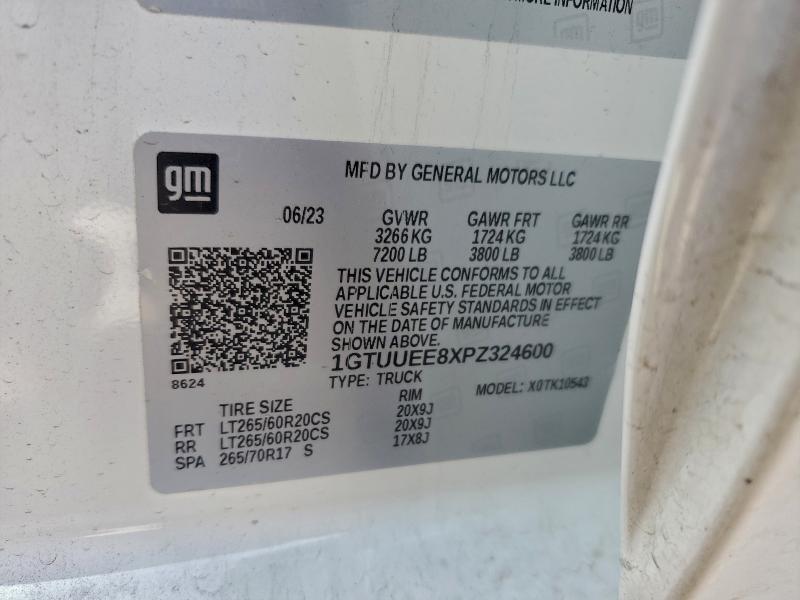 MORE INFORMATION
gm
MFD BY GENERAL MOTORS LLC
06/23 GVWR GAWR FRT GAWR RR
3266 KG 1724 KG 1724 KG
7200 LB 3800 LB 3800 LB
THIS VEHICLE CONFORMS TO ALL
APPLICABLE U.S. FEDERAL MOTOR
VEHICLE SAFETY STANDARDS IN EFFECT
ON THE DATE OF MANUFACTURE
SHOWN ABOVE.
1GTUUEE8XPZ324600
8624
TYPE: TRUCK MODEL: X0TK10543
TIRE SIZE RIM
FRT LT265/60R20CS 20X9J
RR LT265/60R20CS 20X9J
SPA 265/70R17 S 17X8J